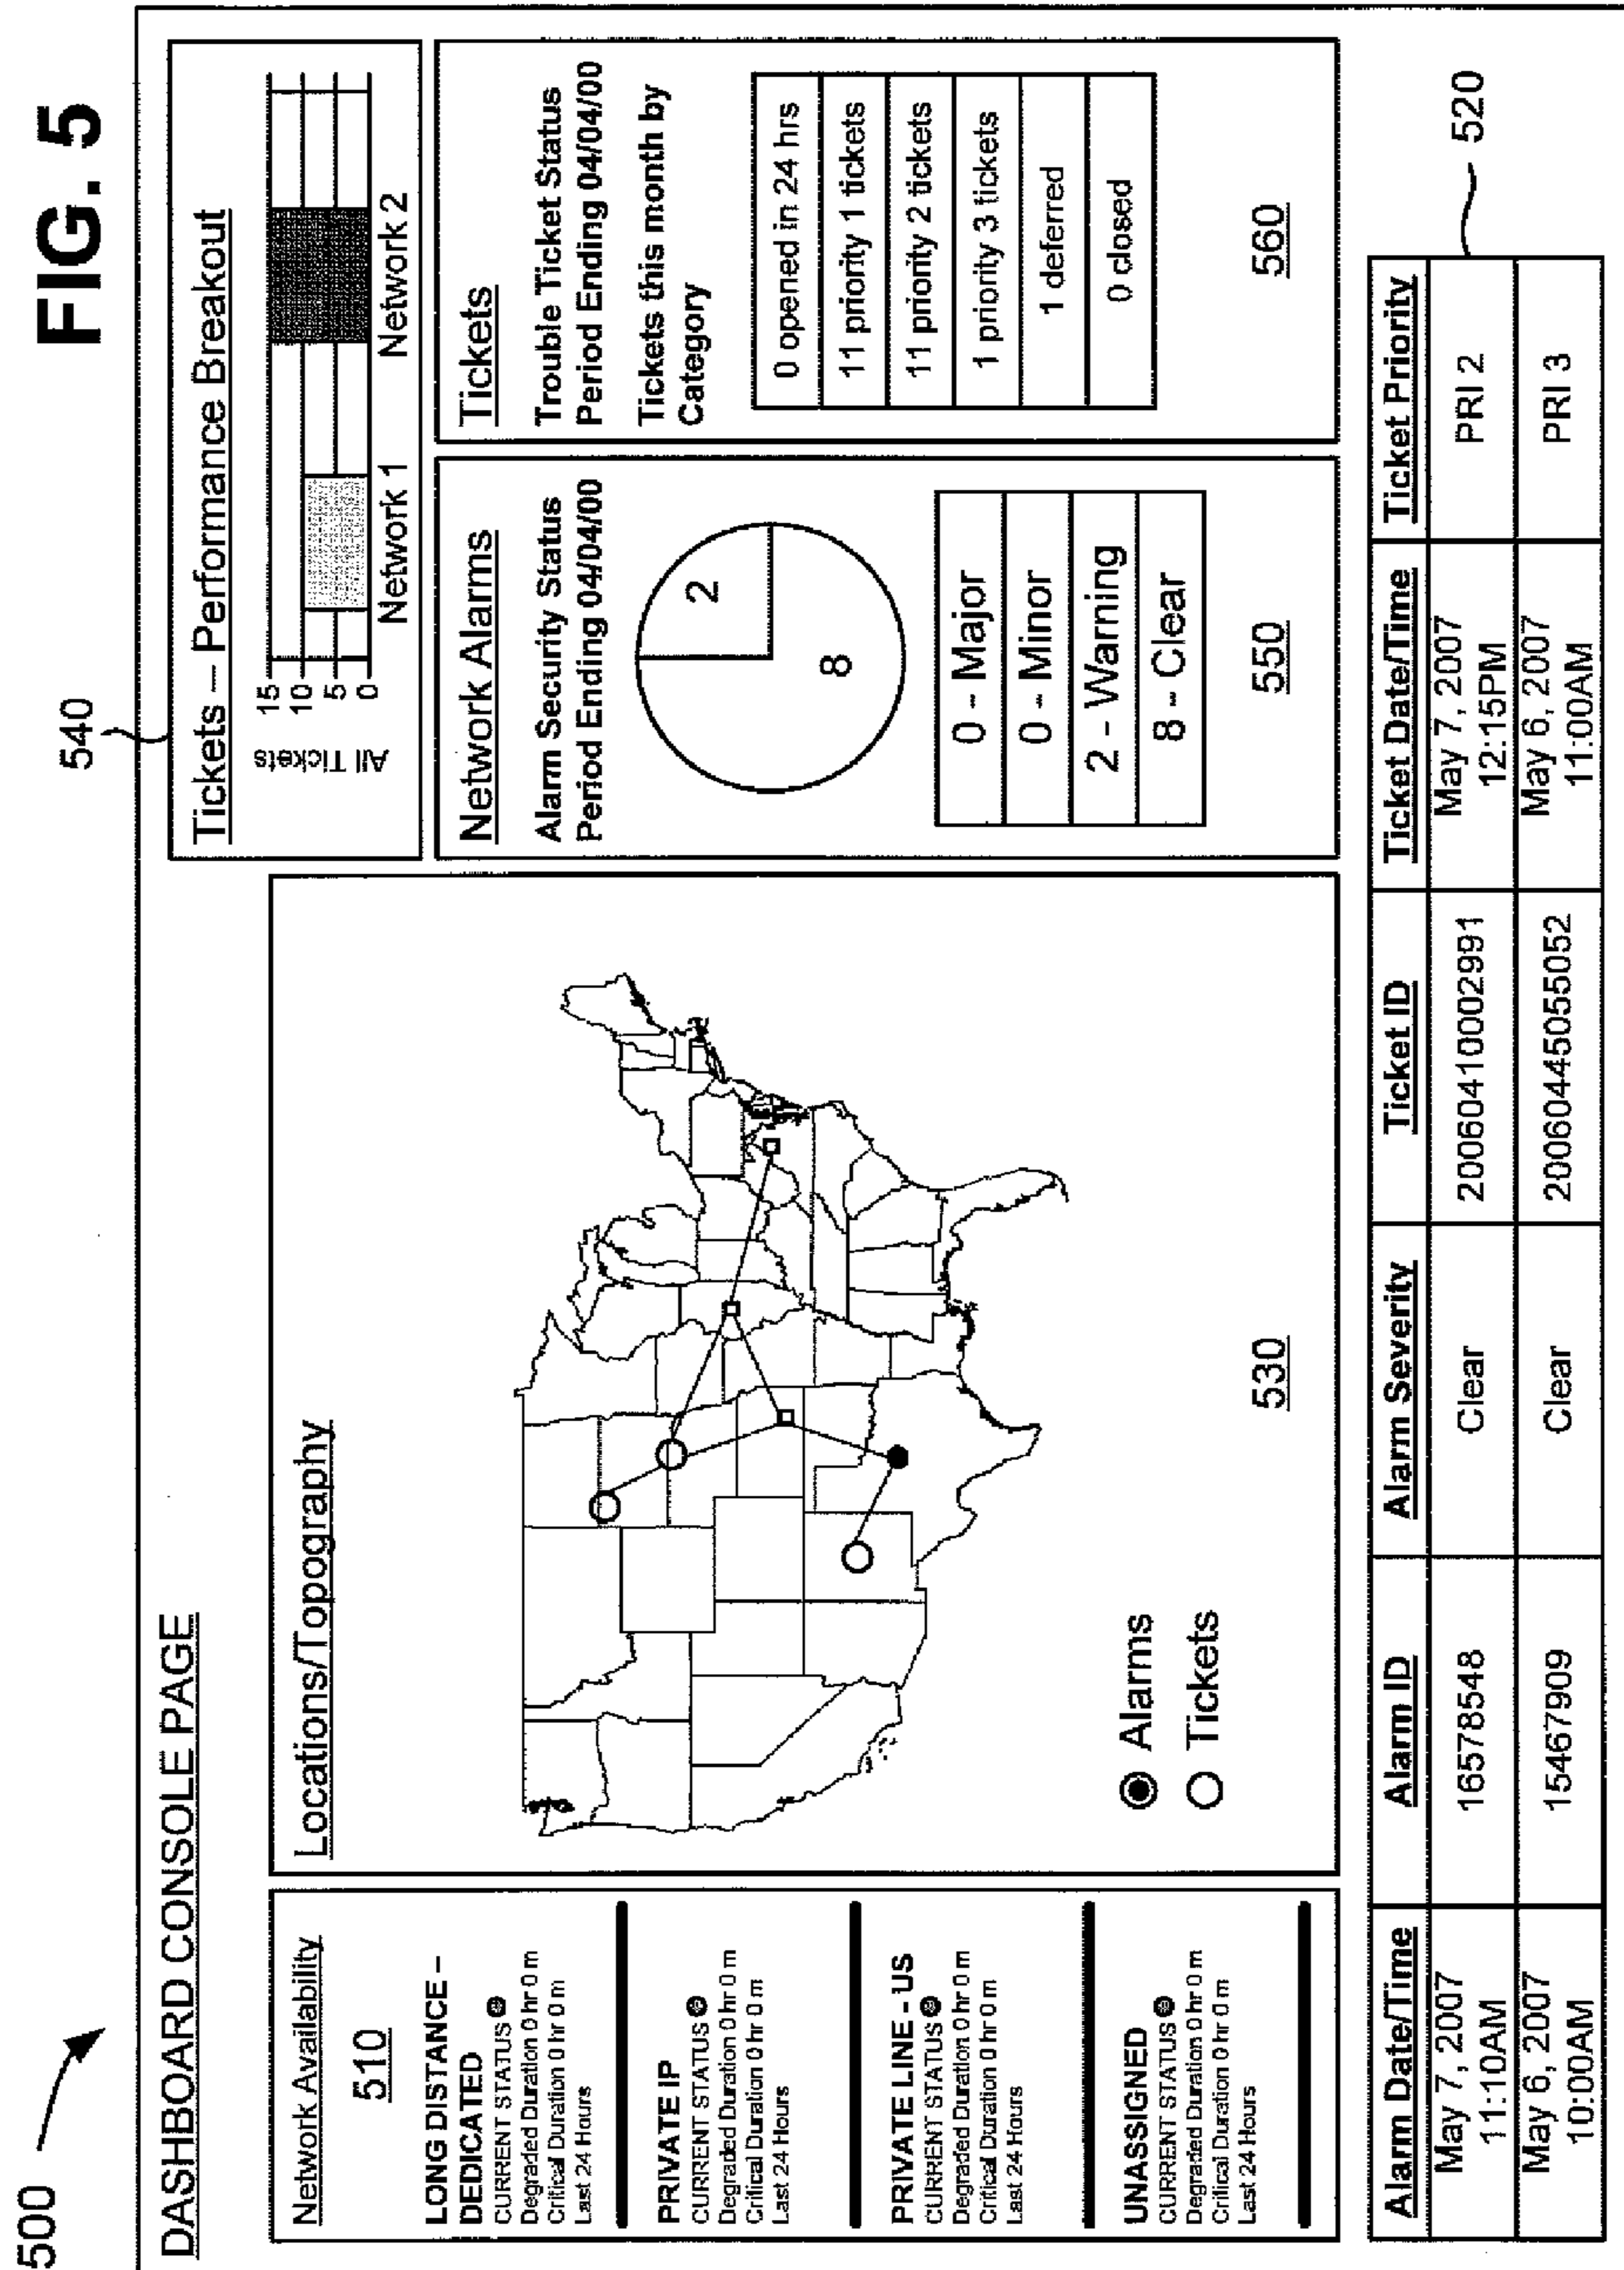 FIG. 5
500
DASHBOARD CONSOLE PAGE
540
Tickets – Performance Breakout
All Tickets
15
10
5
0
Network 1
Network 2
Network Availability
510
LONG DISTANCE –
DEDICATED
CURRENT STATUS
Degraded Duration 0 hr 0 m
Critical Duration 0 hr 0 m
Last 24 Hours
PRIVATE IP
CURRENT STATUS
Degraded Duration 0 hr 0 m
Critical Duration 0 hr 0 m
Last 24 Hours
PRIVATE LINE - US
CURRENT STATUS
Degraded Duration 0 hr 0 m
Critical Duration 0 hr 0 m
Last 24 Hours
UNASSIGNED
CURRENT STATUS
Degraded Duration 0 hr 0 m
Critical Duration 0 hr 0 m
Last 24 Hours
Locations/Topography
Alarms
Tickets
530
Network Alarms
Alarm Security Status
Period Ending 04/04/00
2
8
0 - Major
0 - Minor
2 - Warning
8 - Clear
550
Tickets
Trouble Ticket Status
Period Ending 04/04/00
Tickets this month by
Category
0 opened in 24 hrs
11 priority 1 tickets
11 priority 2 tickets
1 priority 3 tickets
1 deferred
0 closed
560
520
Alarm Date/Time Alarm ID Alarm Severity Ticket ID Ticket Date/Time Ticket Priority
May 7, 2007 11:10AM 16578548 Clear 2006041002991 May 7, 2007 12:15PM PRI 2
May 6, 2007 10:00AM 15467909 Clear 2006044505052 May 6, 2007 11:00AM PRI 3